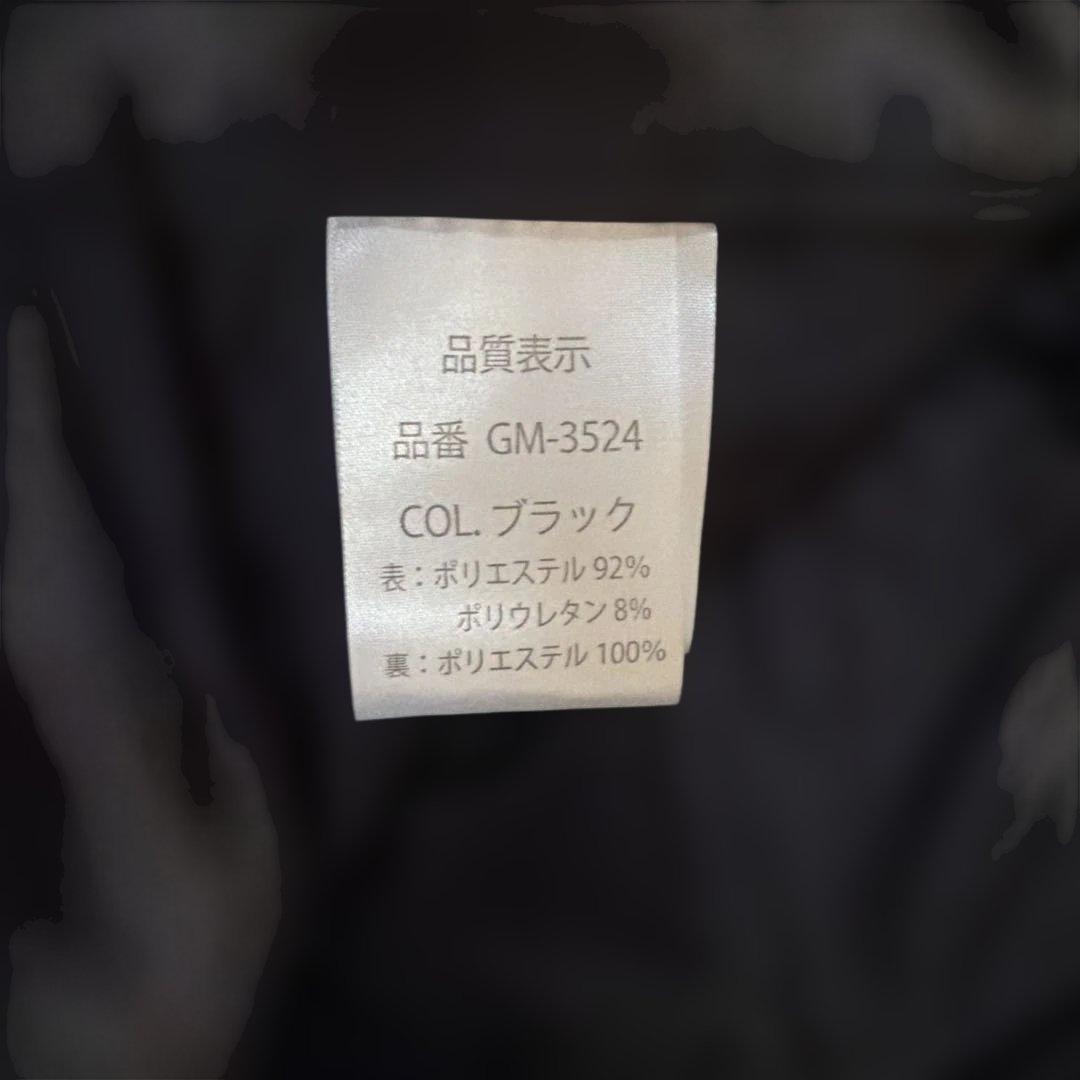 品質表示
品番 GM-3524
COL. ブラック
表：ポリエステル 92%
ポリウレタン 8%
裏：ポリエステル 100%